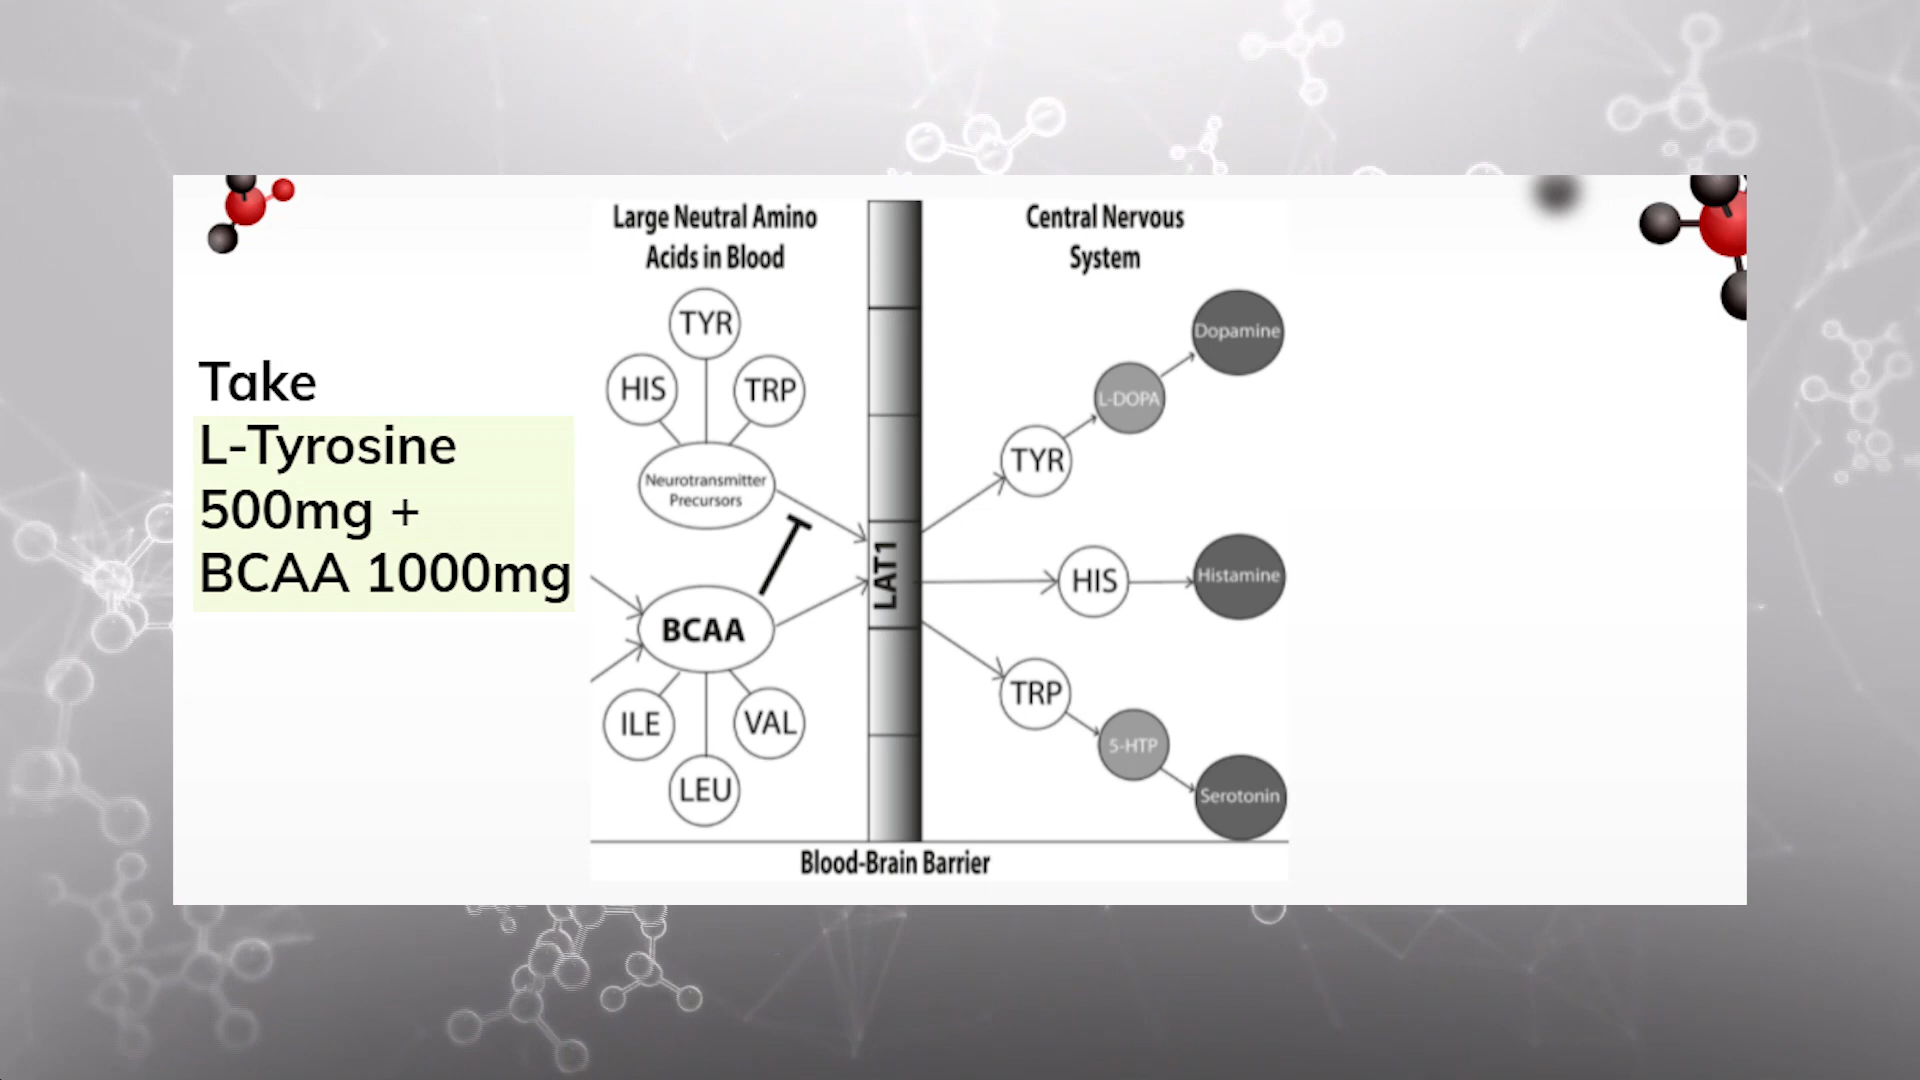 Take
L-Tyrosine
500mg +
BCAA 1000mg
Large Neutral Amino
Acids in Blood
TYR
HIS
TRP
Neurotransmitter
Precursors
BCAA
ILE
VAL
LEU
LAT1
Central Nervous
System
Dopamine
L-DOPA
TYR
HIS
Histamine
TRP
5-HTP
Serotonin
Blood-Brain Barrier